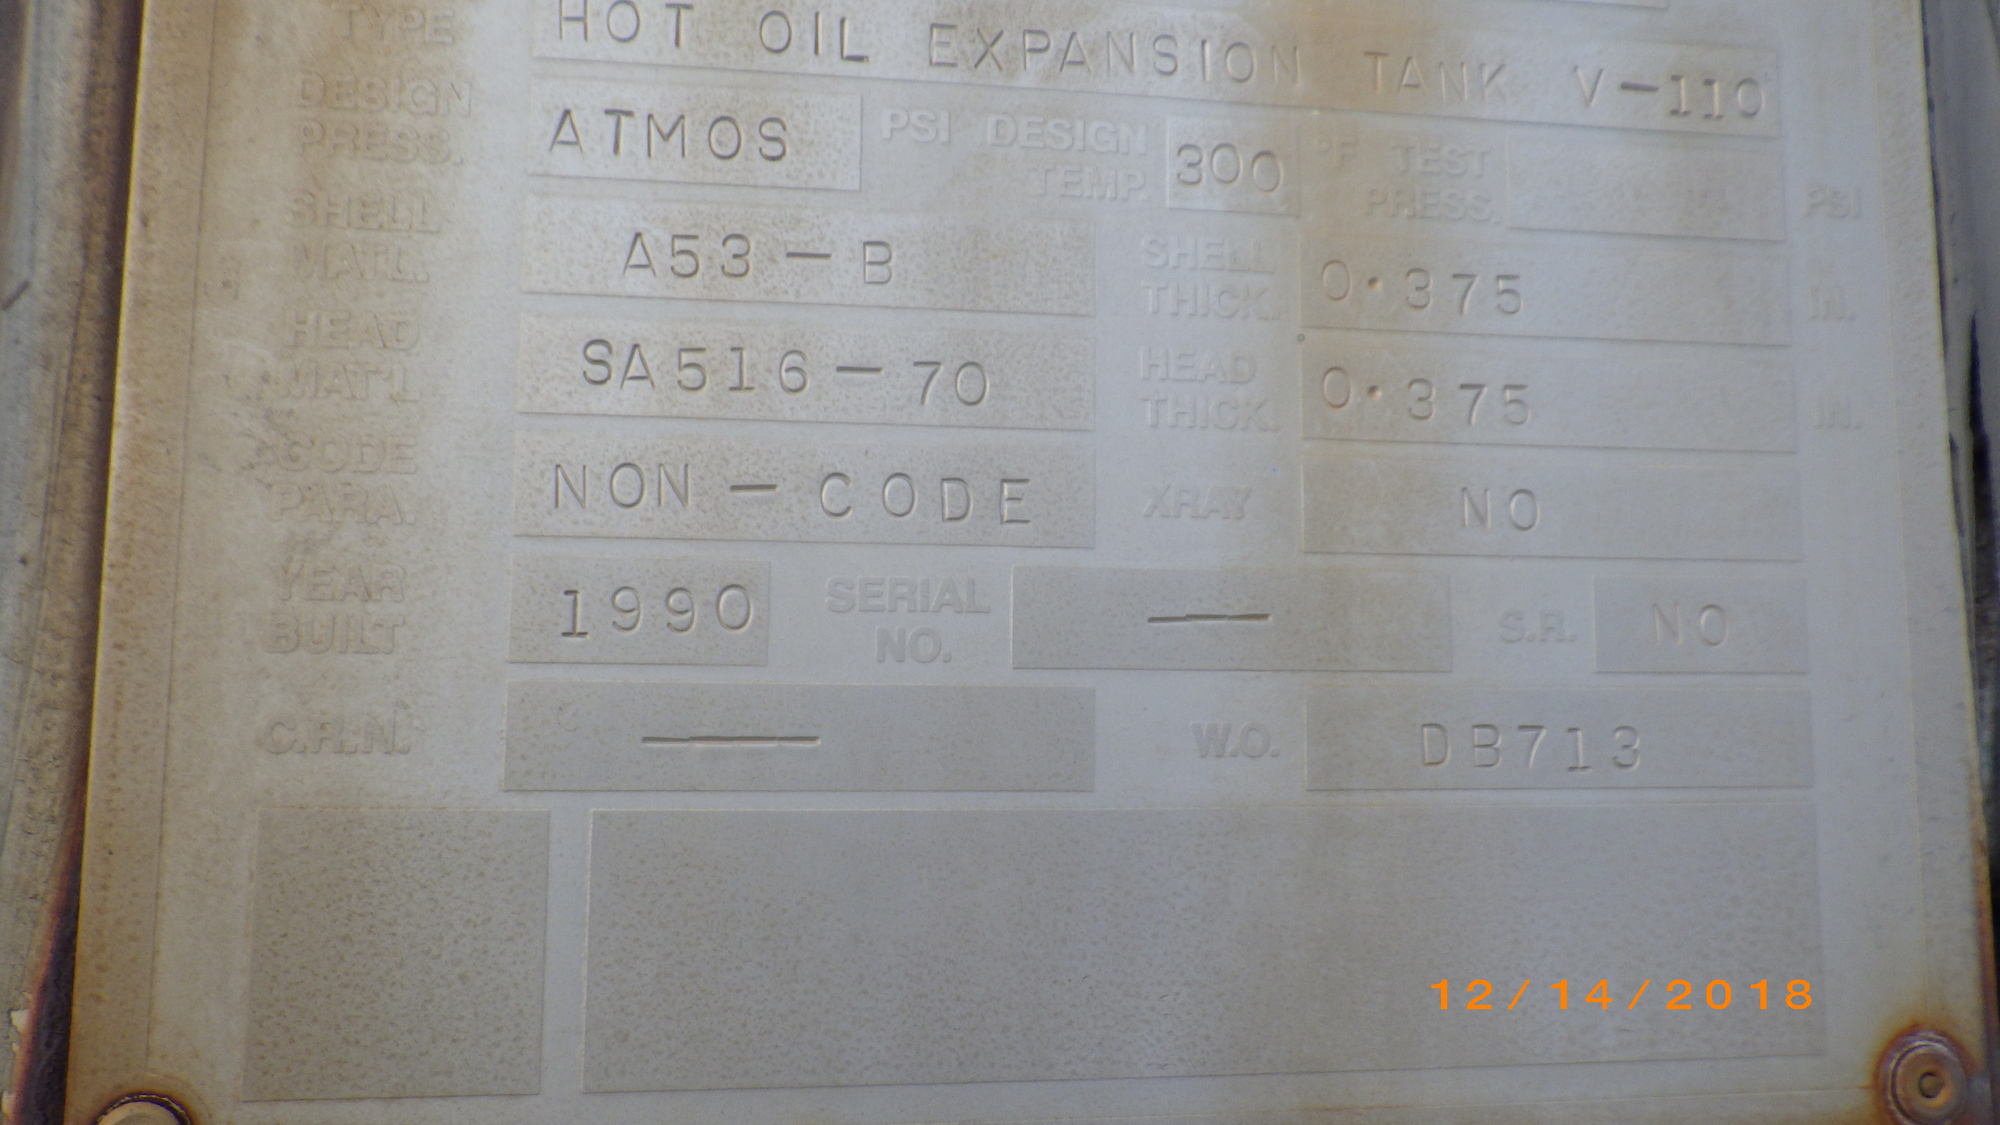 TYPE HOT OIL EXPANSION TANK V-110
DESIGN PRESS. ATMOS PSI DESIGN TEMP. 300 °F TEST PRESS. PSI
SHELL MAT'L. A53-B SHELL THICK. 0.375 IN.
HEAD MAT'L SA516-70 HEAD THICK. 0.375 IN.
CODE PARA. NON-CODE XRAY NO
YEAR BUILT 1990 SERIAL NO. — S.R. NO
C.R.N. — W.O. DB713
12/14/2018